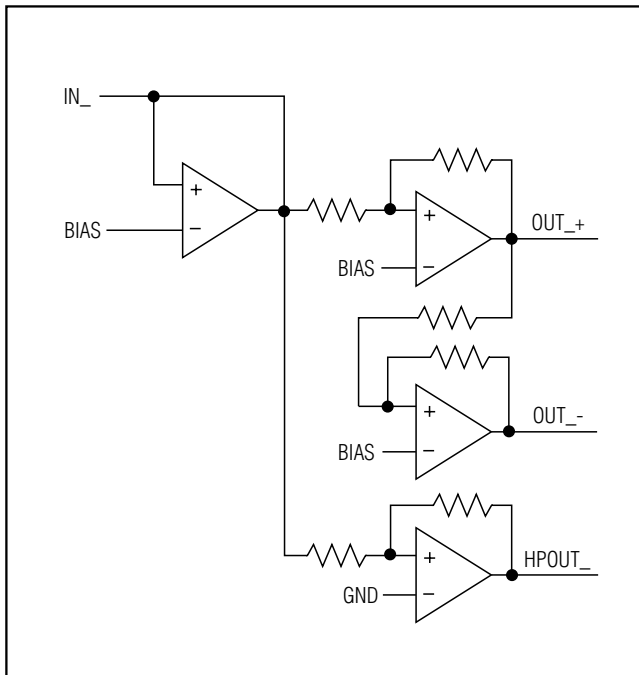 IN_
+
BIAS
−
+
OUT_+
BIAS
−
+
OUT_-
BIAS
−
+
HPOUT_
GND
−